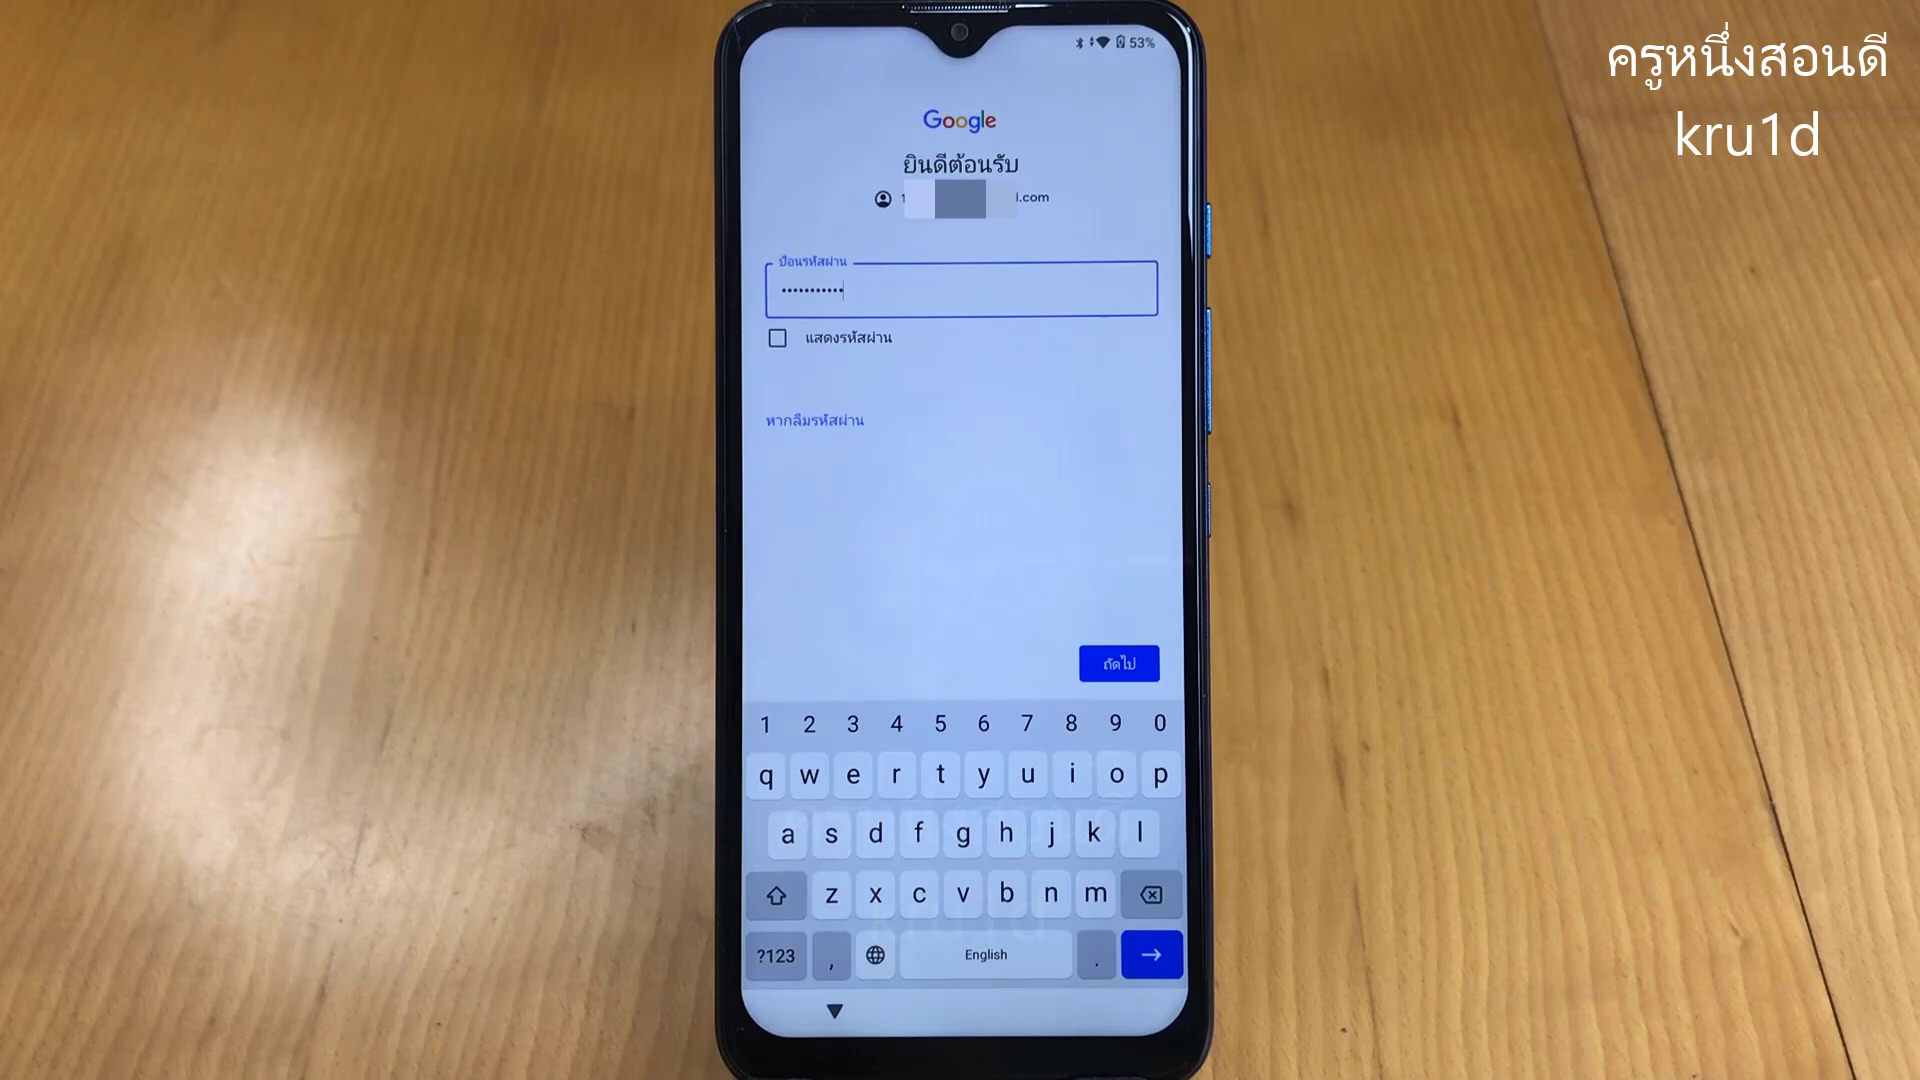 ครูหนึ่งสอนดี
kru1d
53%
Google
ยินดีต้อนรับ
l.com
ป้อนรหัสผ่าน
•••••••••••
แสดงรหัสผ่าน
หากลืมรหัสผ่าน
ถัดไป
1 2 3 4 5 6 7 8 9 0
q w e r t y u i o p
a s d f g h j k l
z x c v b n m
?123 , English .